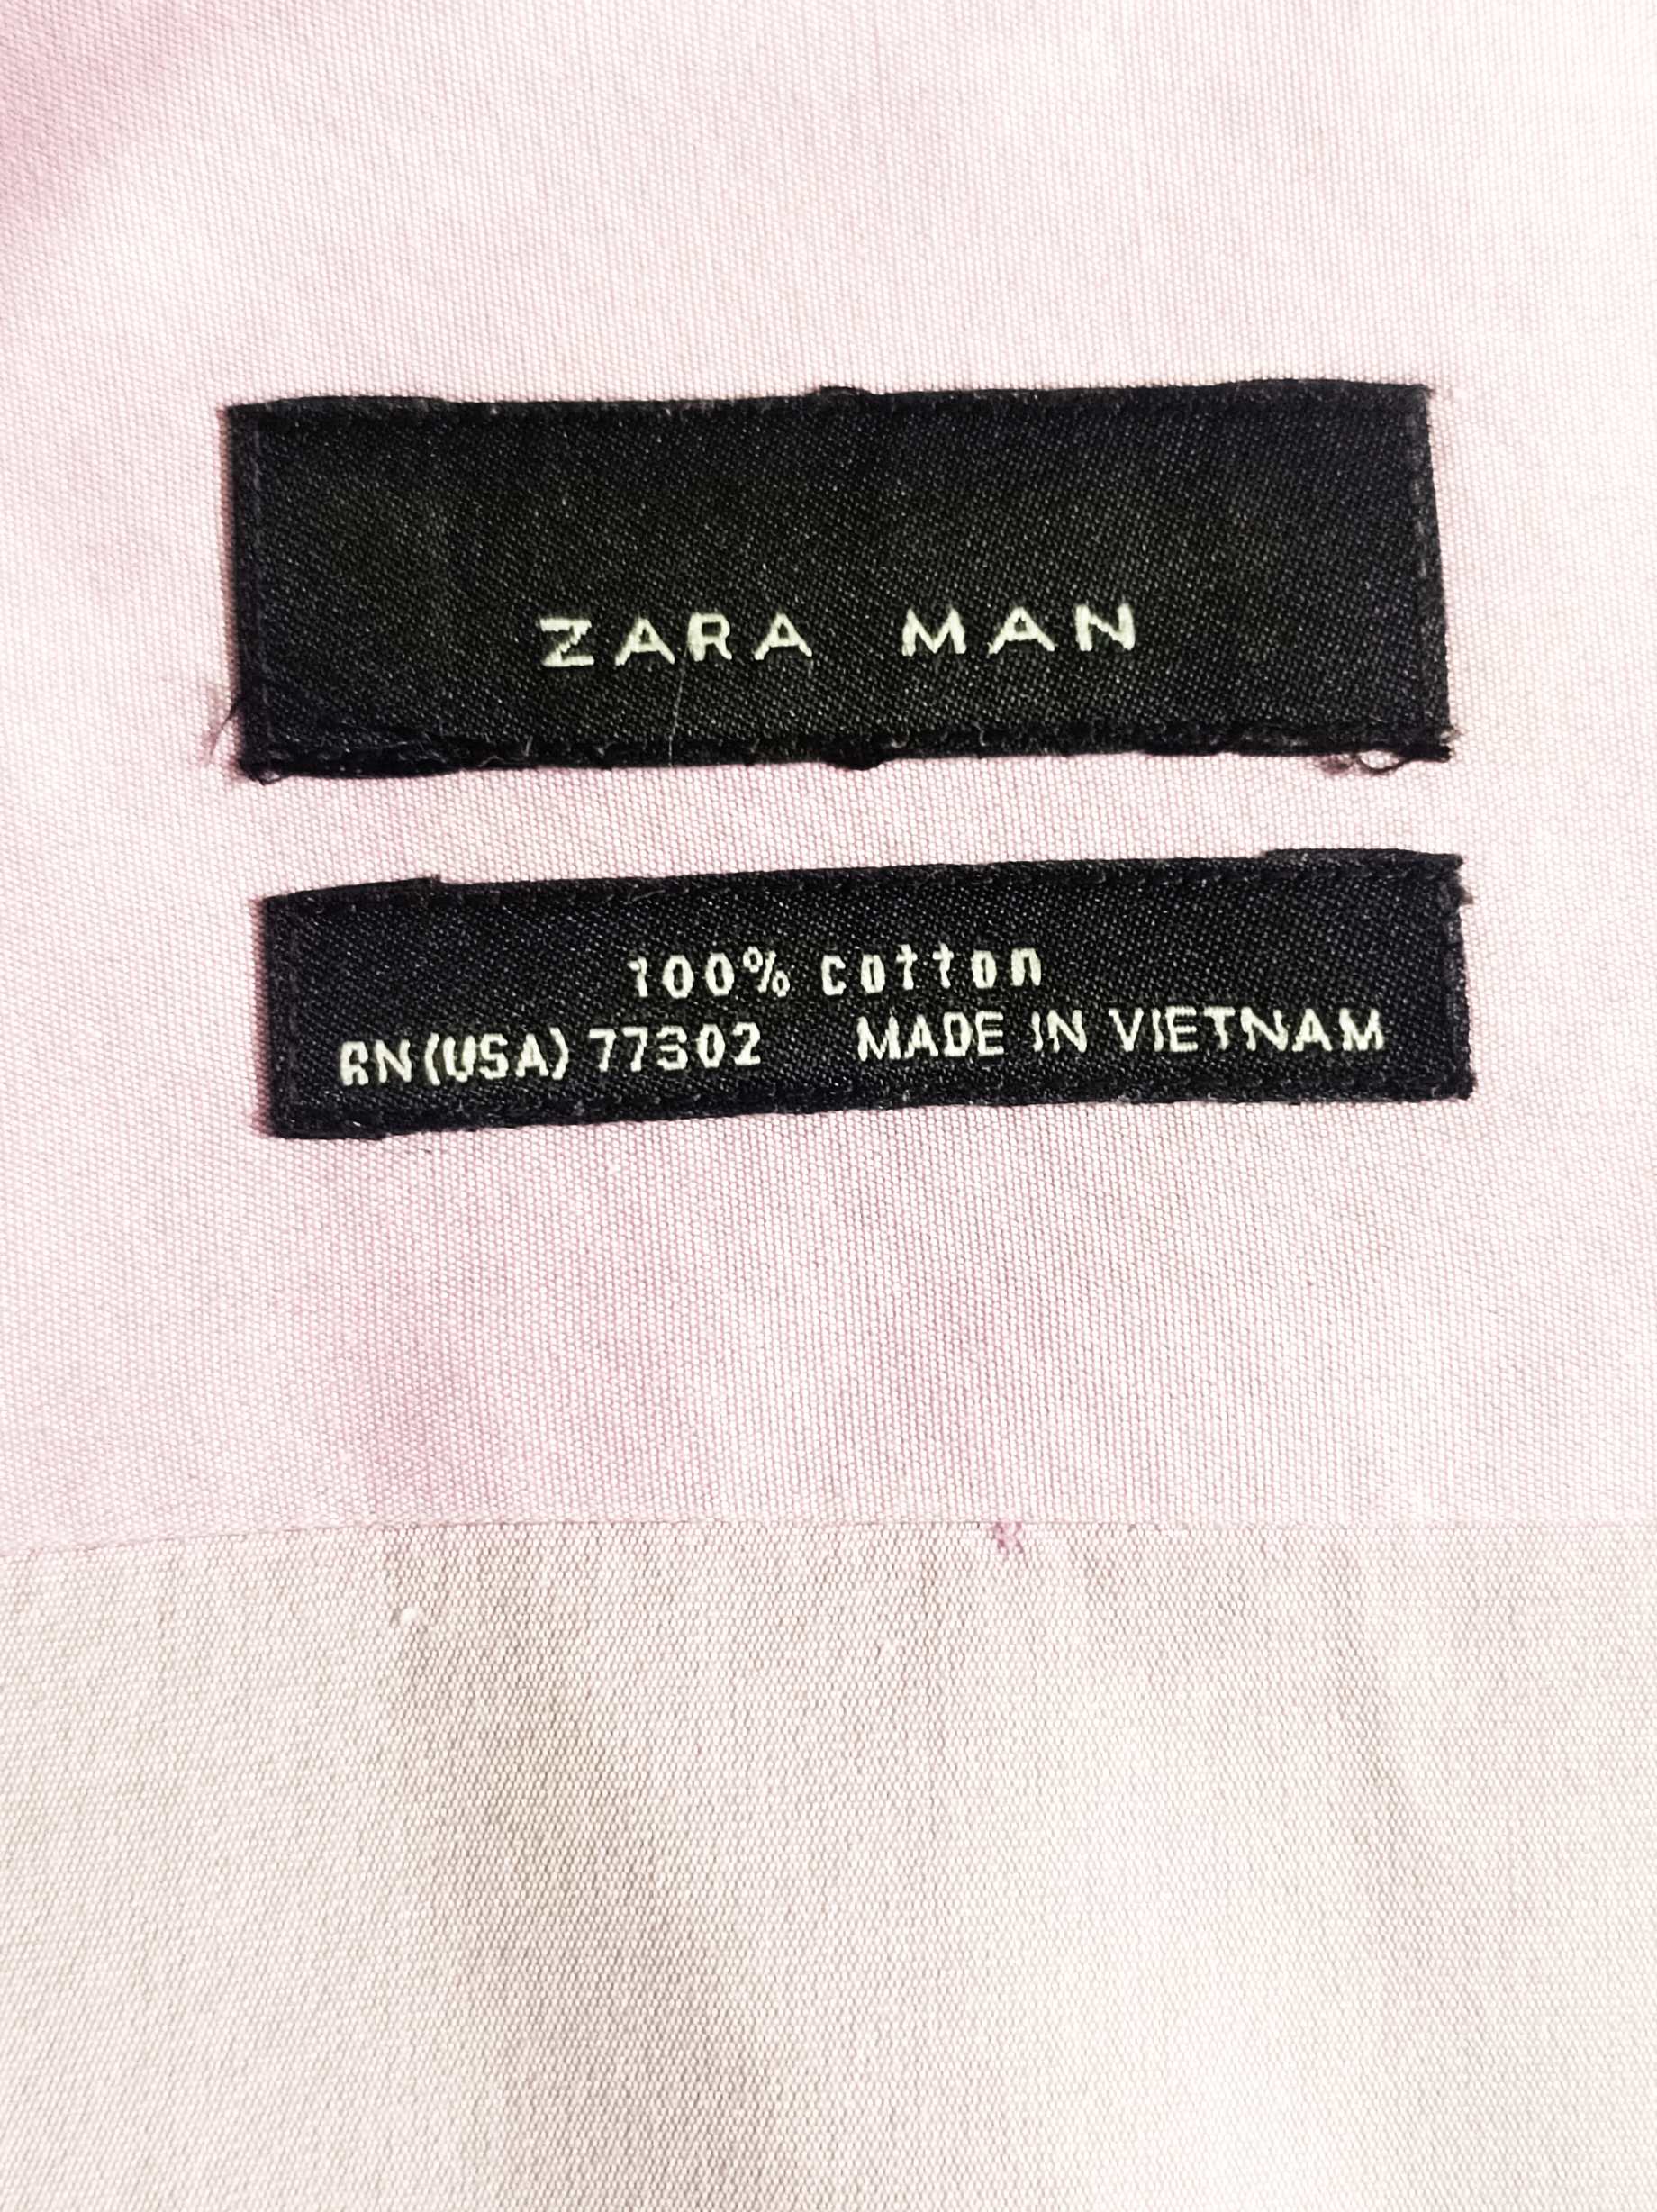 ZARA MAN
100% cotton
RN(USA) 77302 MADE IN VIETNAM